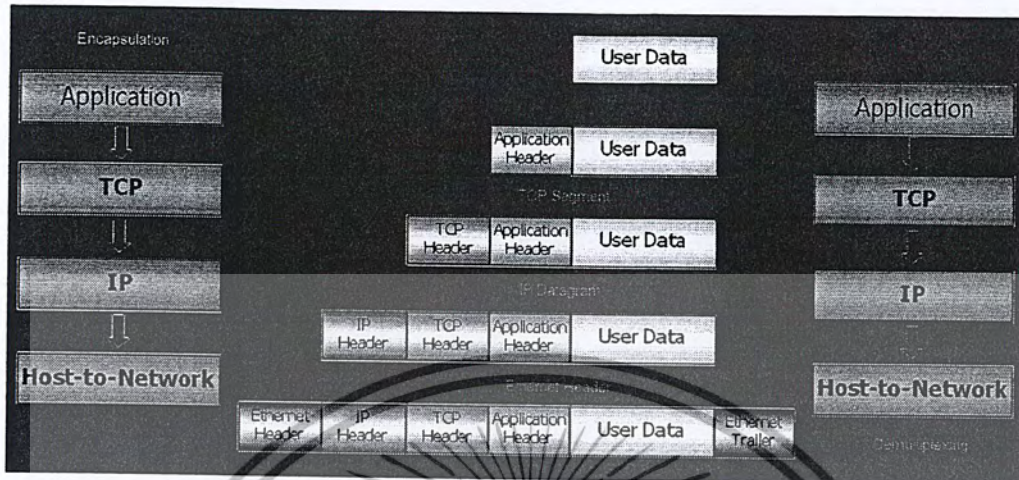 Encapsulation
Application
TCP
IP
Host-to-Network
User Data
Application
Header
User Data
TCP Segment
TCP
Header
Application
Header
User Data
IP Datagram
IP
Header
TCP
Header
Application
Header
User Data
Ethernet Header
Ethernet
Header
IP
Header
TCP
Header
Application
Header
User Data
Ethernet
Trailer
Application
TCP
IP
Host-to-Network
Demultiplexing